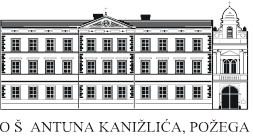 O Š ANTUNA KANIŽLIĆA, POŽEGA